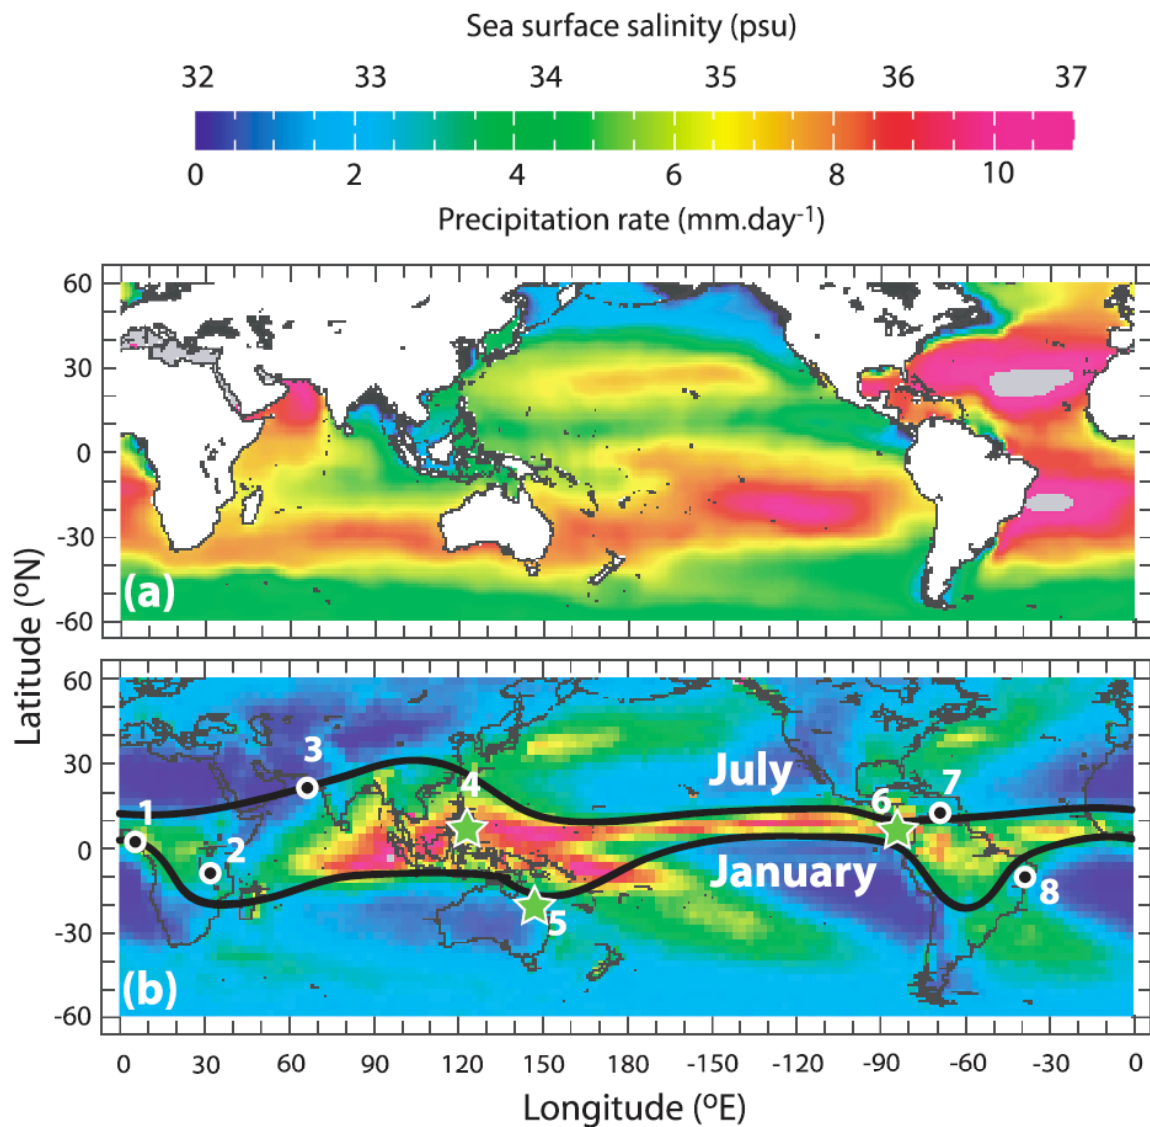 Sea surface salinity (psu)
32 33 34 35 36 37
0 2 4 6 8 10
Precipitation rate (mm.day-1)
60
30
0
-30
-60
(a)
Latitude (ºN)
60
30
0
-30
-60
3
4
July
7
6
1
2
January
8
5
(b)
0 30 60 90 120 150 180 -150 -120 -90 -60 -30 0
Longitude (ºE)